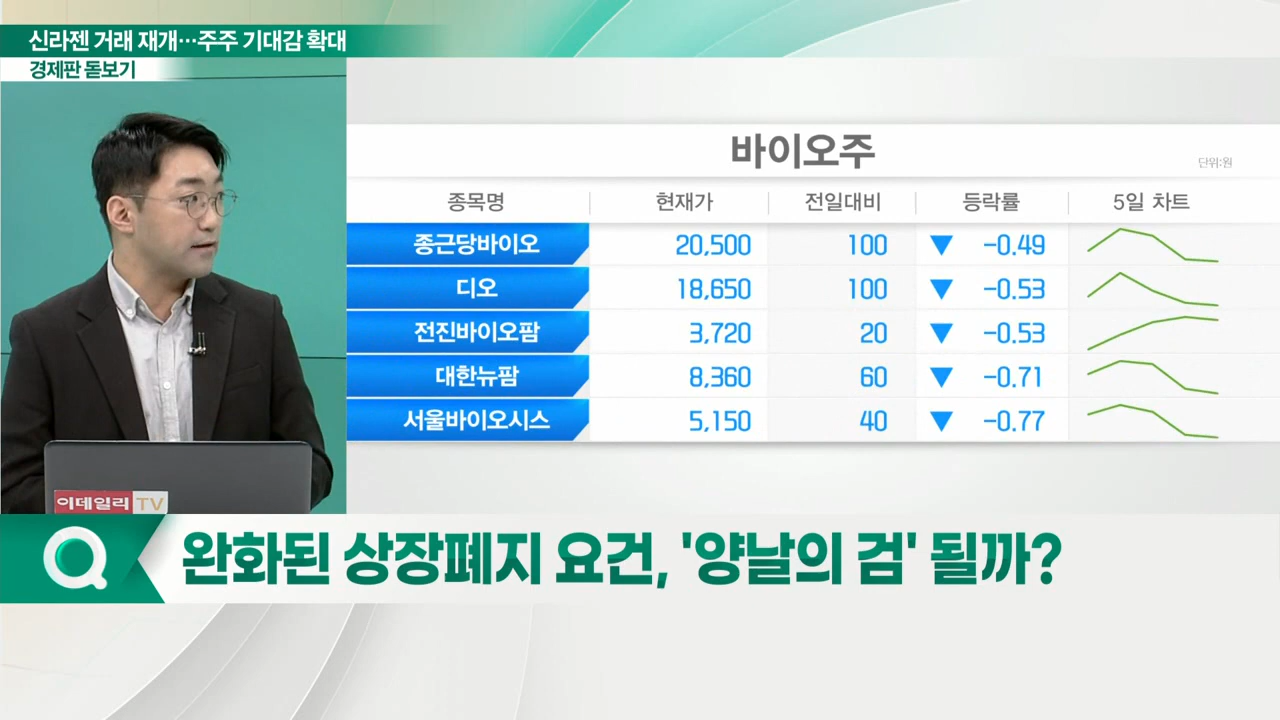 신라젠 거래 재개…주주 기대감 확대
경제판 돋보기
바이오주
단위:원
종목명 현재가 전일대비 등락률 5일 차트
종근당바이오 20,500 100 ▼ -0.49
디오 18,650 100 ▼ -0.53
전진바이오팜 3,720 20 ▼ -0.53
대한뉴팜 8,360 60 ▼ -0.71
서울바이오시스 5,150 40 ▼ -0.77
이데일리 TV
Q 완화된 상장폐지 요건, '양날의 검' 될까?